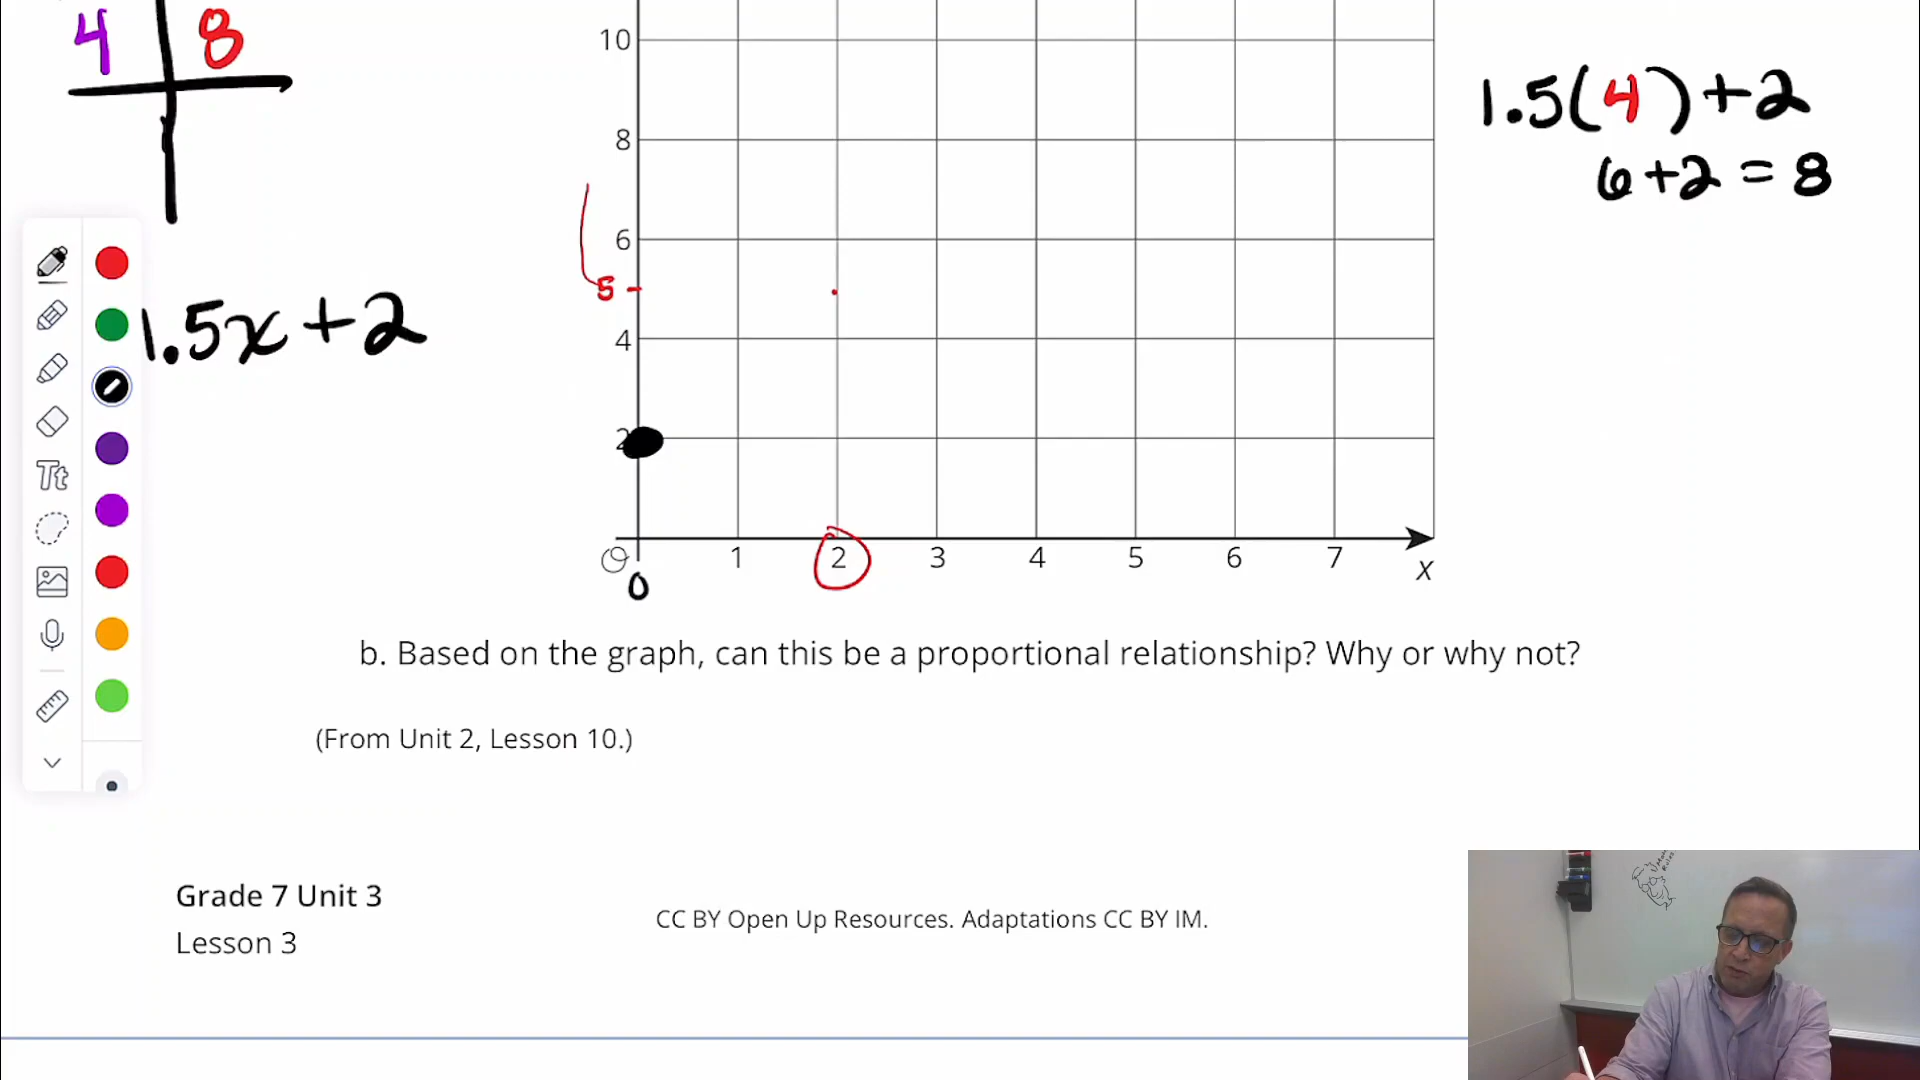 4 8
1.5(4)+2
6+2=8
1.5x+2
10
8
6
5
4
2
O 1 2 3 4 5 6 7 x
0
b. Based on the graph, can this be a proportional relationship? Why or why not?
(From Unit 2, Lesson 10.)
Tt
Grade 7 Unit 3
Lesson 3
CC BY Open Up Resources. Adaptations CC BY IM.